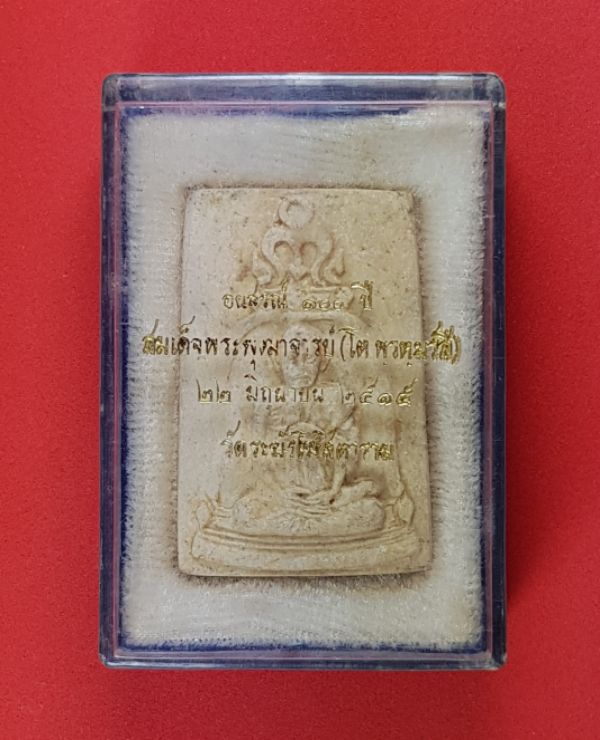 อนุสรณ์ ๑๐๐ ปี
สมเด็จพระพุฒาจารย์ (โต พรหมรังสี)
๒๒ มิถุนายน ๒๕๑๕
วัดระฆังโฆสิตาราม